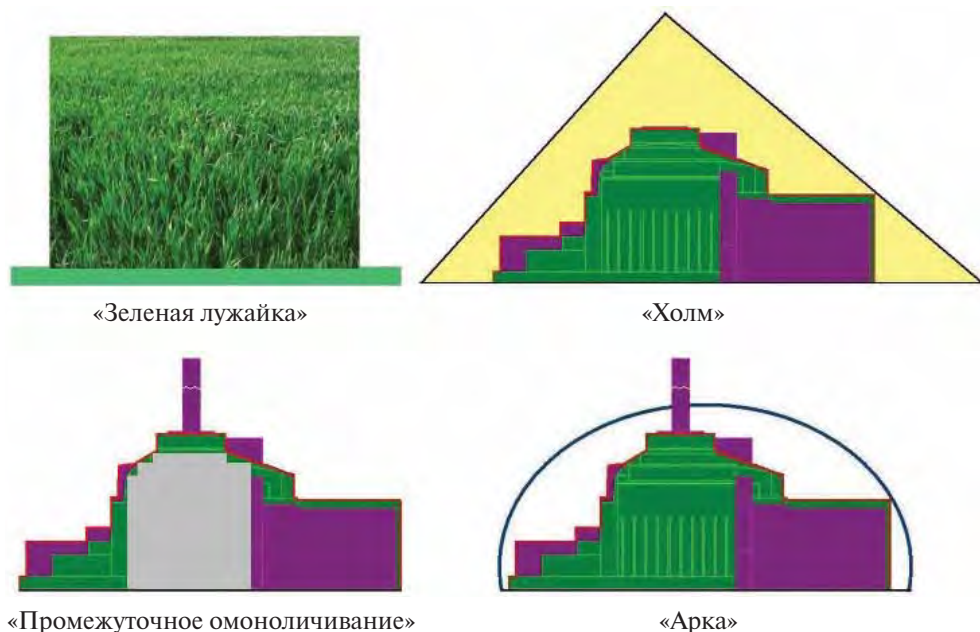 «Зеленая лужайка»
«Холм»
«Промежуточное омоноличивание»
«Арка»